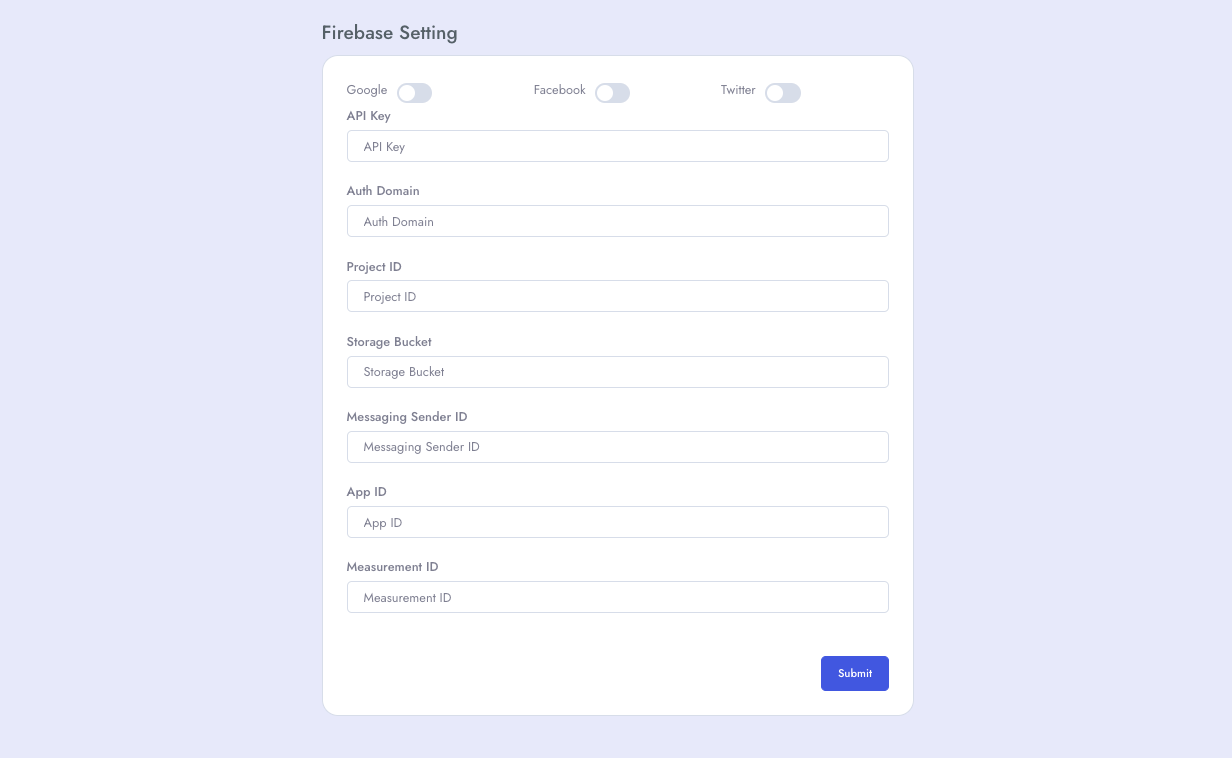 Firebase Setting
Google Facebook Twitter
API Key
API Key
Auth Domain
Auth Domain
Project ID
Project ID
Storage Bucket
Storage Bucket
Messaging Sender ID
Messaging Sender ID
App ID
App ID
Measurement ID
Measurement ID
Submit